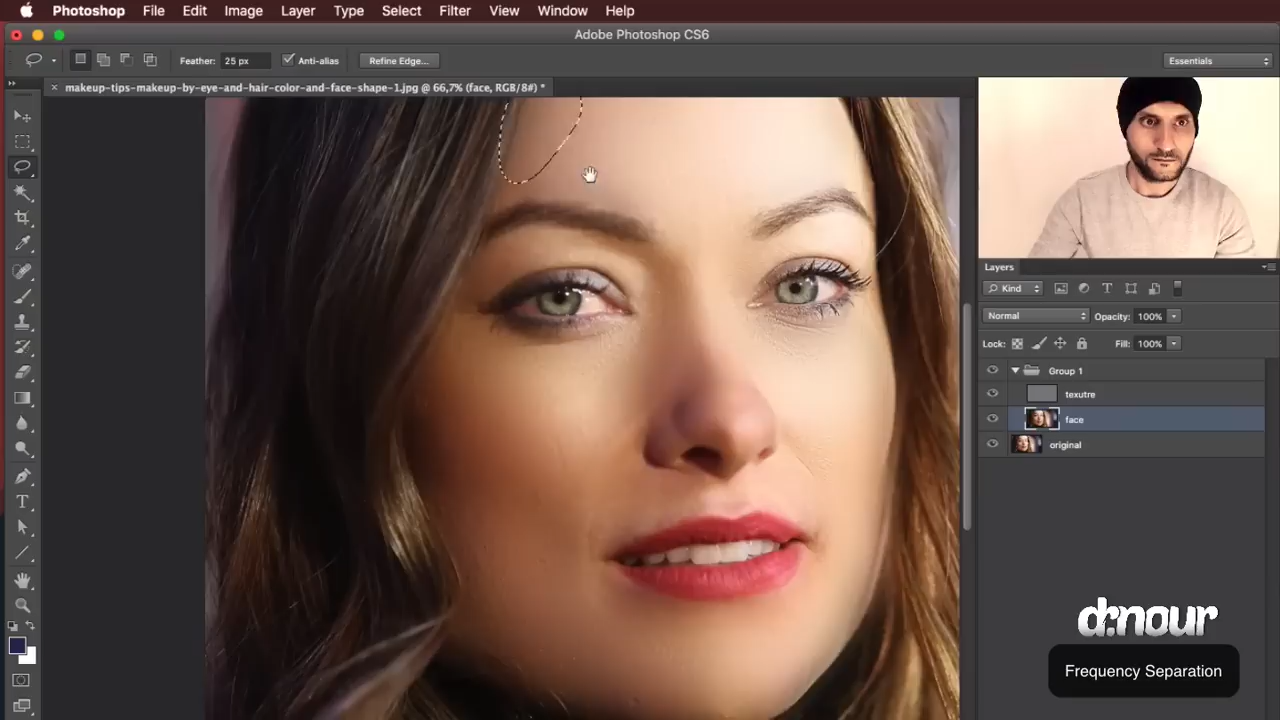 Photoshop File Edit Image Layer Type Select Filter View Window Help
Adobe Photoshop CS6
Feather: 25 px Anti-alias Refine Edge... Essentials
makeup-tips-makeup-by-eye-and-hair-color-and-face-shape-1.jpg @ 66,7% (face, RGB/8#) *
Layers
Kind
Normal Opacity: 100%
Lock: Fill: 100%
Group 1
texutre
face
original
d:nour
Frequency Separation